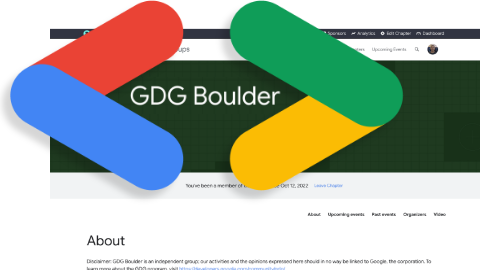 Sponsors Analytics Edit Chapter Dashboard
ups Upcoming Events
GDG Boulder
You've been a member of Oct 12, 2022 Leave Chapter
About Upcoming events Past events Organizers Video
About
Disclaimer: GDG Boulder is an independent group; our activities and the opinions expressed here should in no way be linked to Google, the corporation. To
learn more about the GDG program, visit